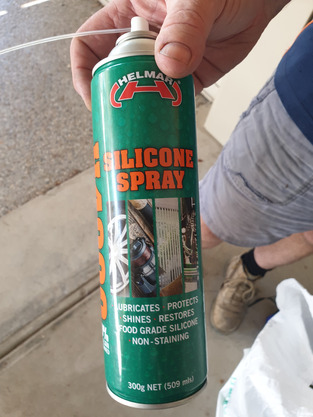 HELMAR
SILICONE
SPRAY
LUBRICATES PROTECTS
SHINES RESTORES
FOOD GRADE SILICONE
NON-STAINING
300g NET (509 mls)